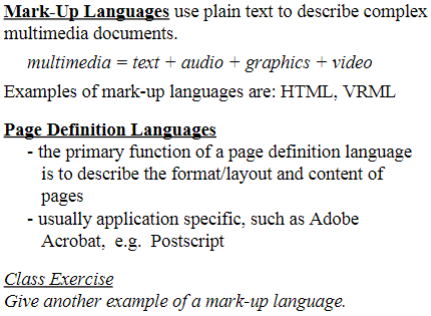 Mark-Up Languages use plain text to describe complex
multimedia documents.
multimedia = text + audio + graphics + video
Examples of mark-up languages are: HTML, VRML
Page Definition Languages
- the primary function of a page definition language
is to describe the format/layout and content of
pages
- usually application specific, such as Adobe
Acrobat, e.g. Postscript
Class Exercise
Give another example of a mark-up language.